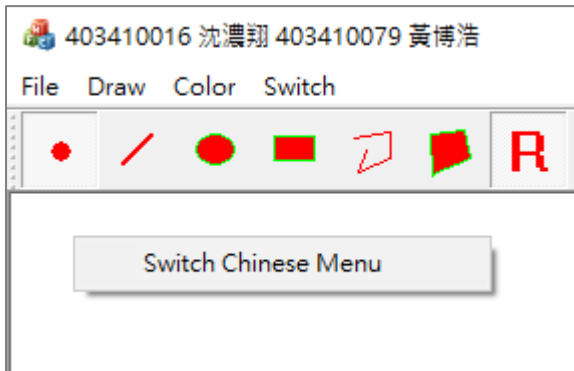 403410016 沈濃翔 403410079 黃博浩
File Draw Color Switch
R
Switch Chinese Menu